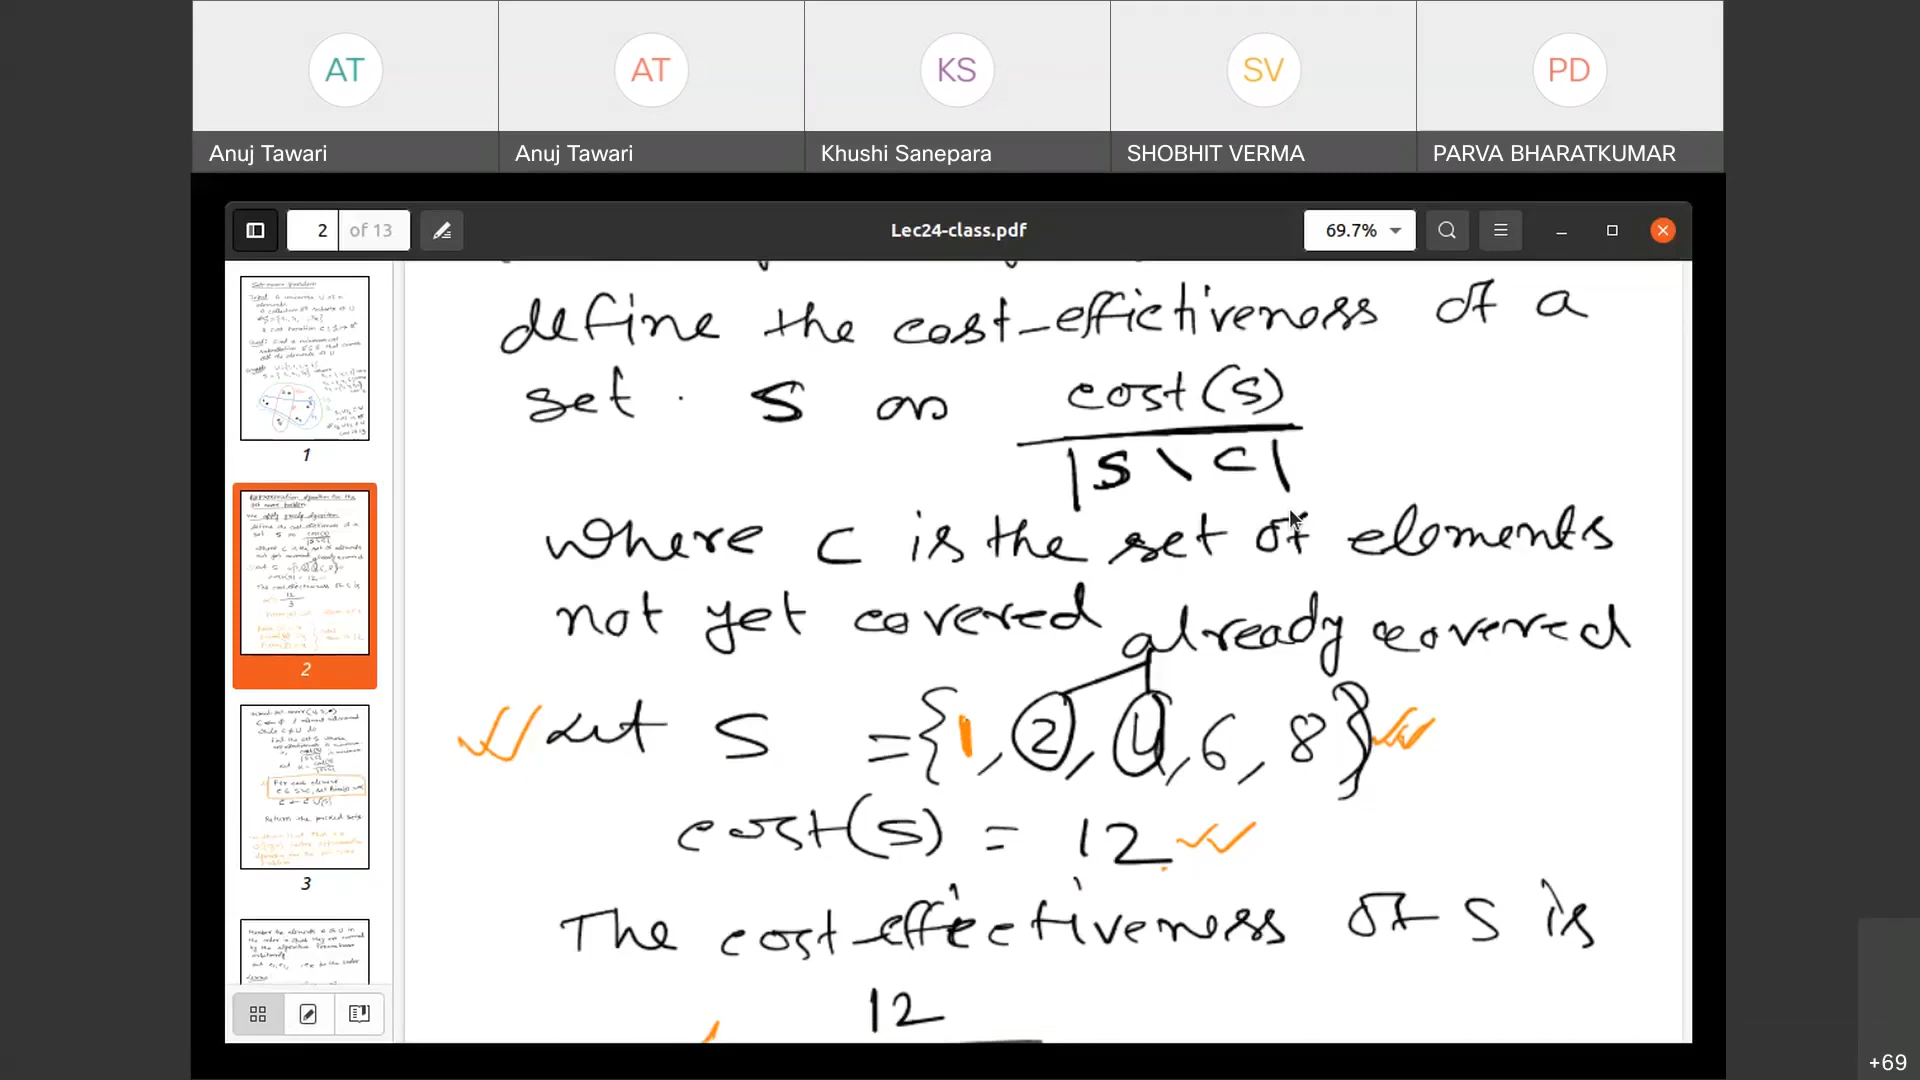 AT
AT
KS
SV
PD
Anuj Tawari
Anuj Tawari
Khushi Sanepara
SHOBHIT VERMA
PARVA BHARATKUMAR
2 of 13
Lec24-class.pdf
69.7%
define the cost-effictiveness of a
set S as cost(S)
|S \ C|
where C is the set of elements
not yet covered already covered
Let S = {1, 2, 4, 6, 8}
cost(S) = 12
The cost-effectiveness of S is
12
1
2
3
+69